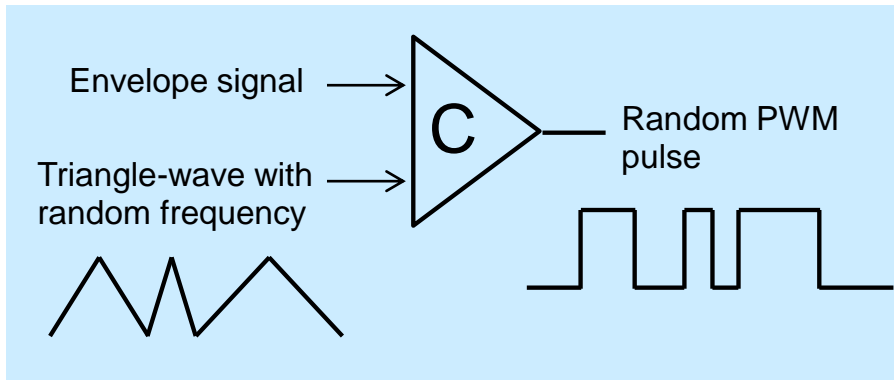 Envelope signal
C
Random PWM
pulse
Triangle-wave with
random frequency